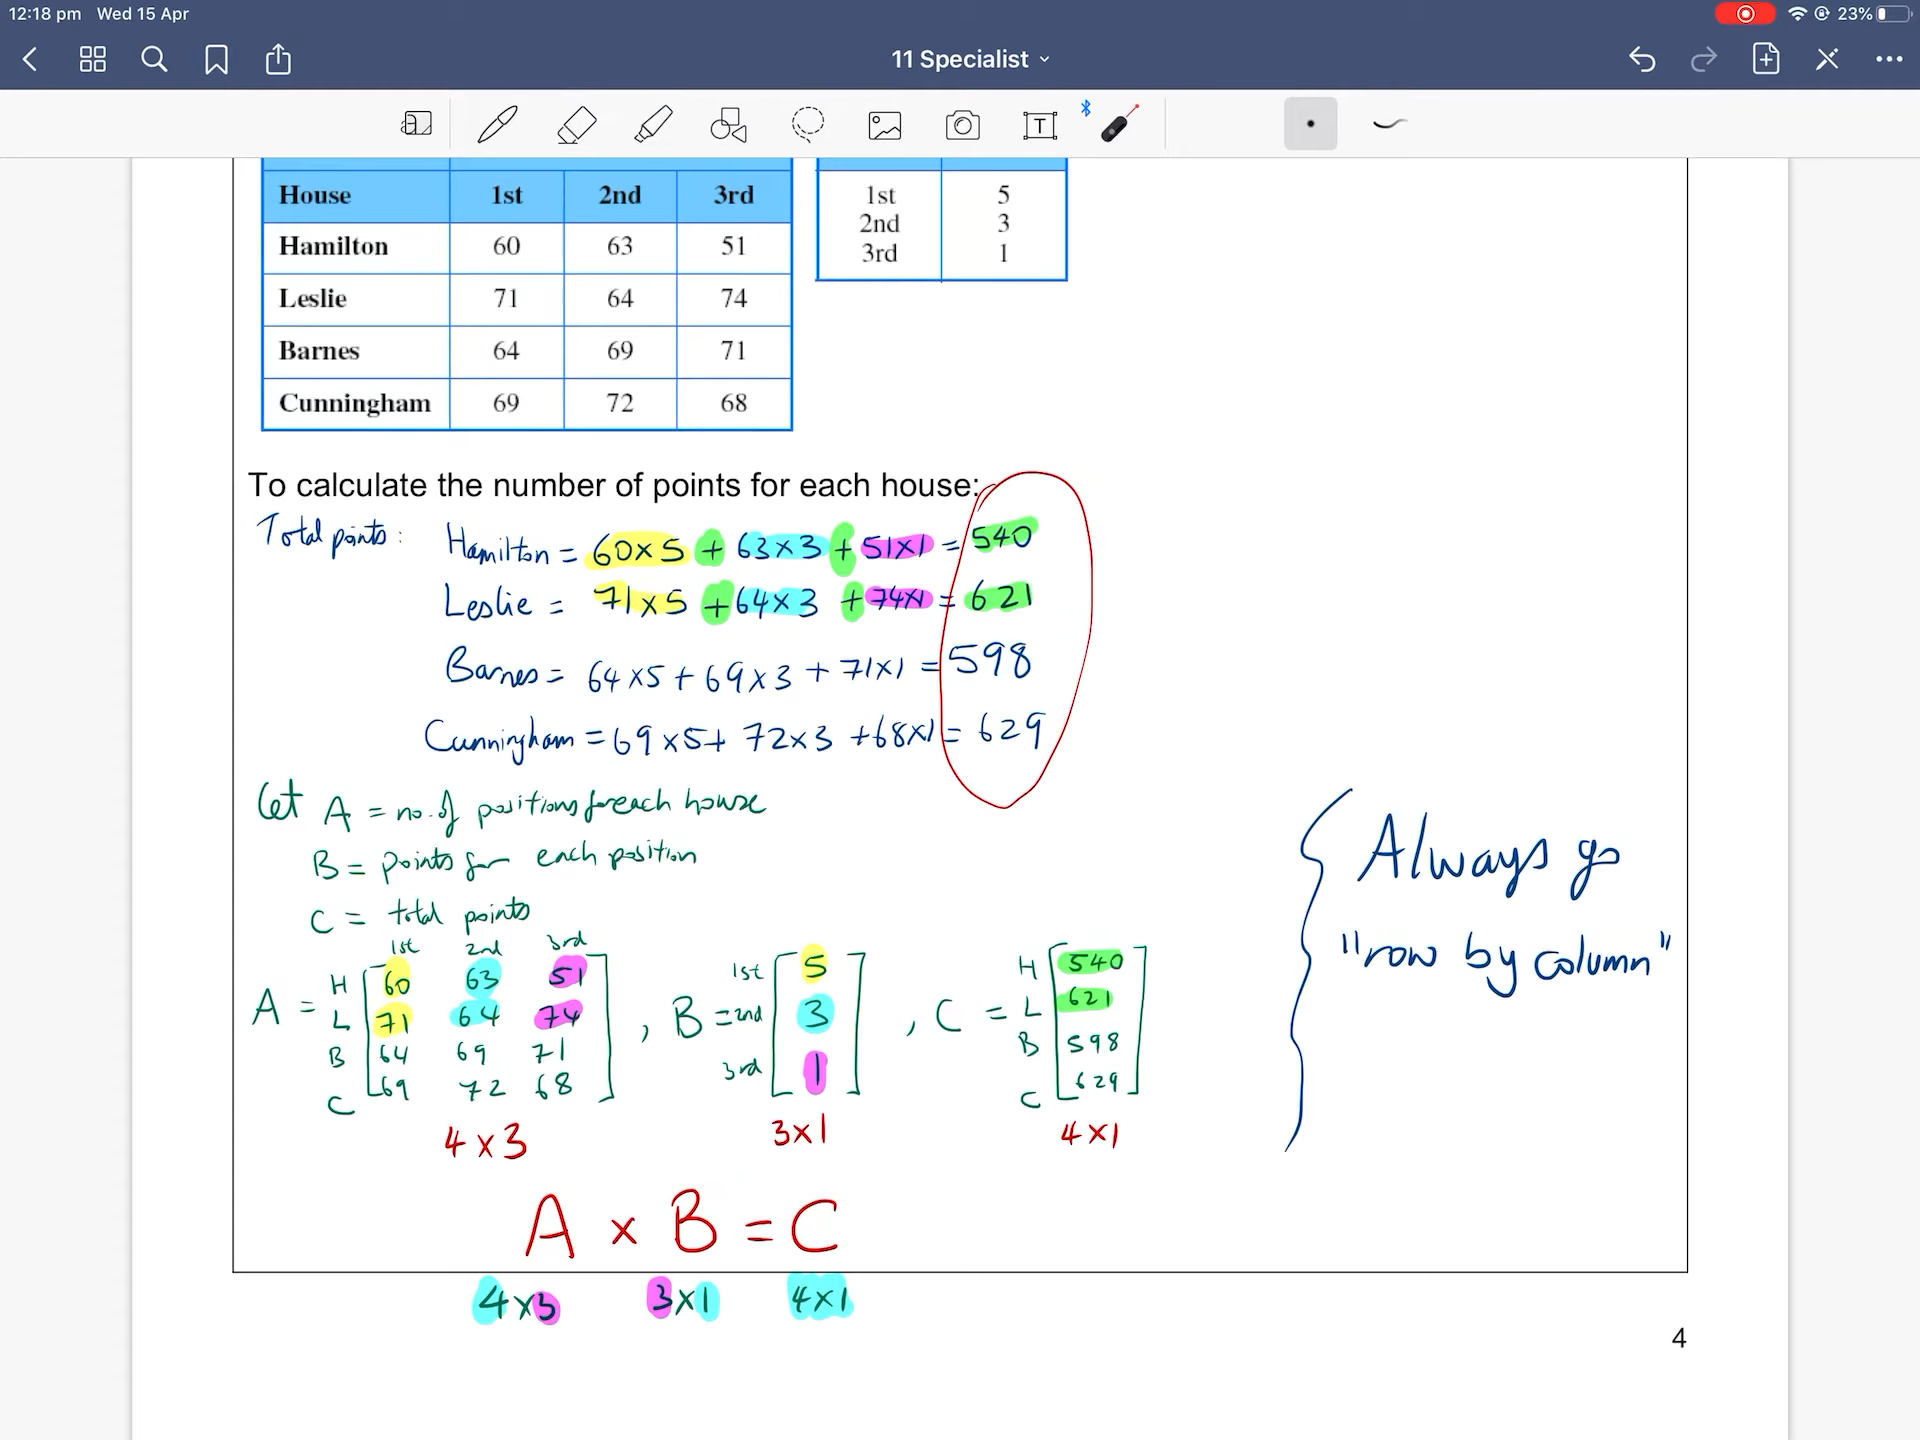 12:18 pm Wed 15 Apr
23%
11 Specialist
T
House 1st 2nd 3rd
Hamilton 60 63 51
Leslie 71 64 74
Barnes 64 69 71
Cunningham 69 72 68
1st 5
2nd 3
3rd 1
To calculate the number of points for each house:
Total points: Hamilton = 60×5 + 63×3 + 51×1 = 540
Leslie = 71×5 + 64×3 + 74×1 = 621
Barnes = 64×5 + 69×3 + 71×1 = 598
Cunningham = 69×5 + 72×3 + 68×1 = 629
Let A = no. of positions for each house
B = points for each position
C = total points
1st 2nd 3rd
A = H L B C [60 63 51
71 64 74
64 69 71
69 72 68]
4×3
, B = 1st 2nd 3rd [5
3
1]
3×1
, C = H L B C [540
621
598
629]
4×1
A × B = C
4×3 3×1 4×1
Always go
"row by column"
4